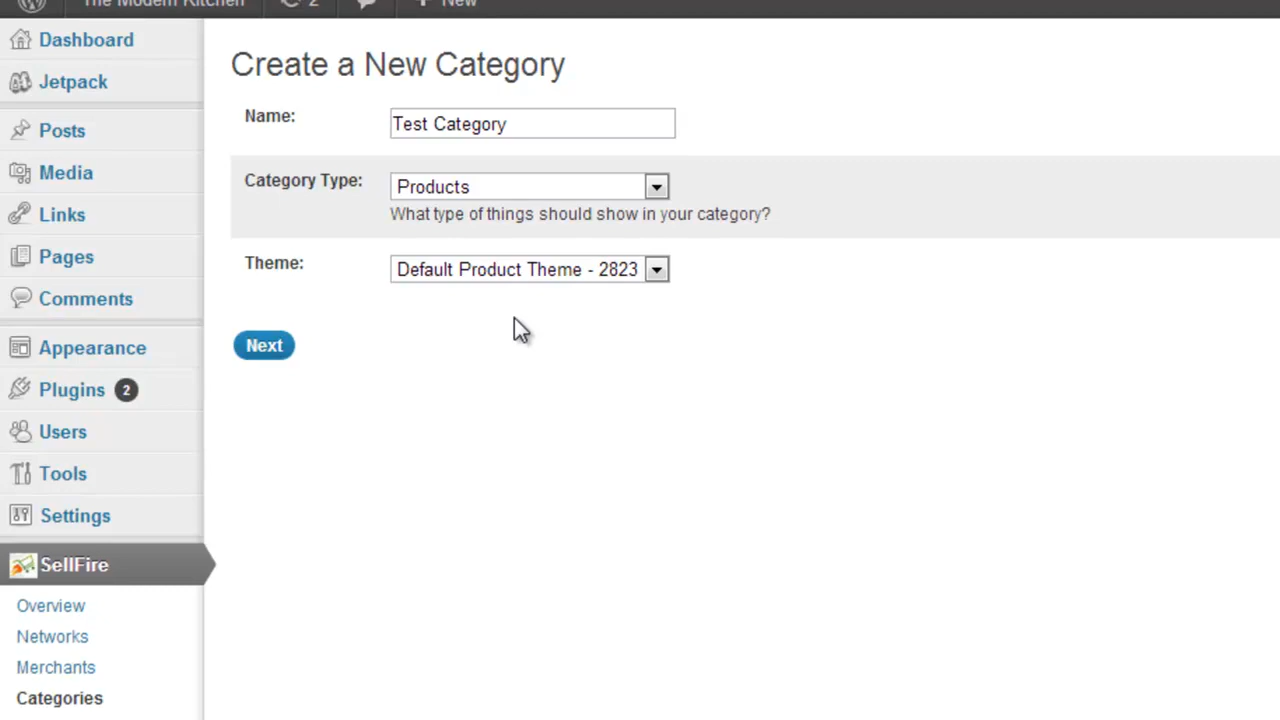 The Modern Kitchen 2 New
Dashboard
Jetpack
Posts
Media
Links
Pages
Comments
Appearance
Plugins 2
Users
Tools
Settings
SellFire
Overview
Networks
Merchants
Categories
Create a New Category
Name: Test Category
Category Type: Products
What type of things should show in your category?
Theme: Default Product Theme - 2823
Next